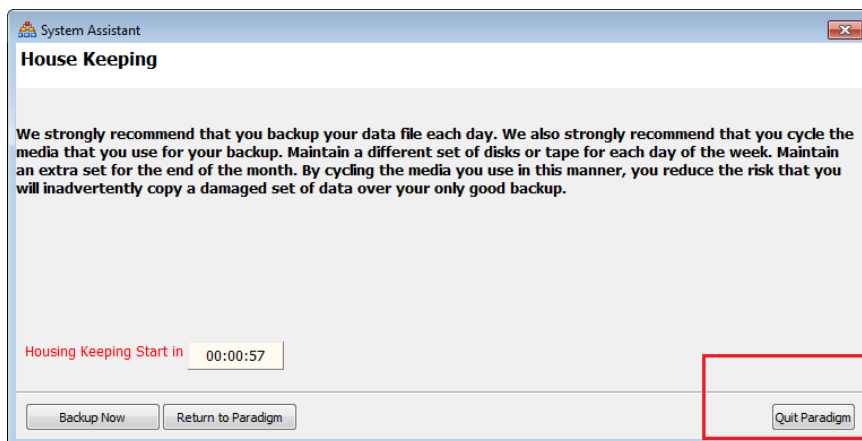 System Assistant
House Keeping
We strongly recommend that you backup your data file each day. We also strongly recommend that you cycle the
media that you use for your backup. Maintain a different set of disks or tape for each day of the week. Maintain
an extra set for the end of the month. By cycling the media you use in this manner, you reduce the risk that you
will inadvertently copy a damaged set of data over your only good backup.
Housing Keeping Start in 00:00:57
Backup Now Return to Paradigm Quit Paradigm